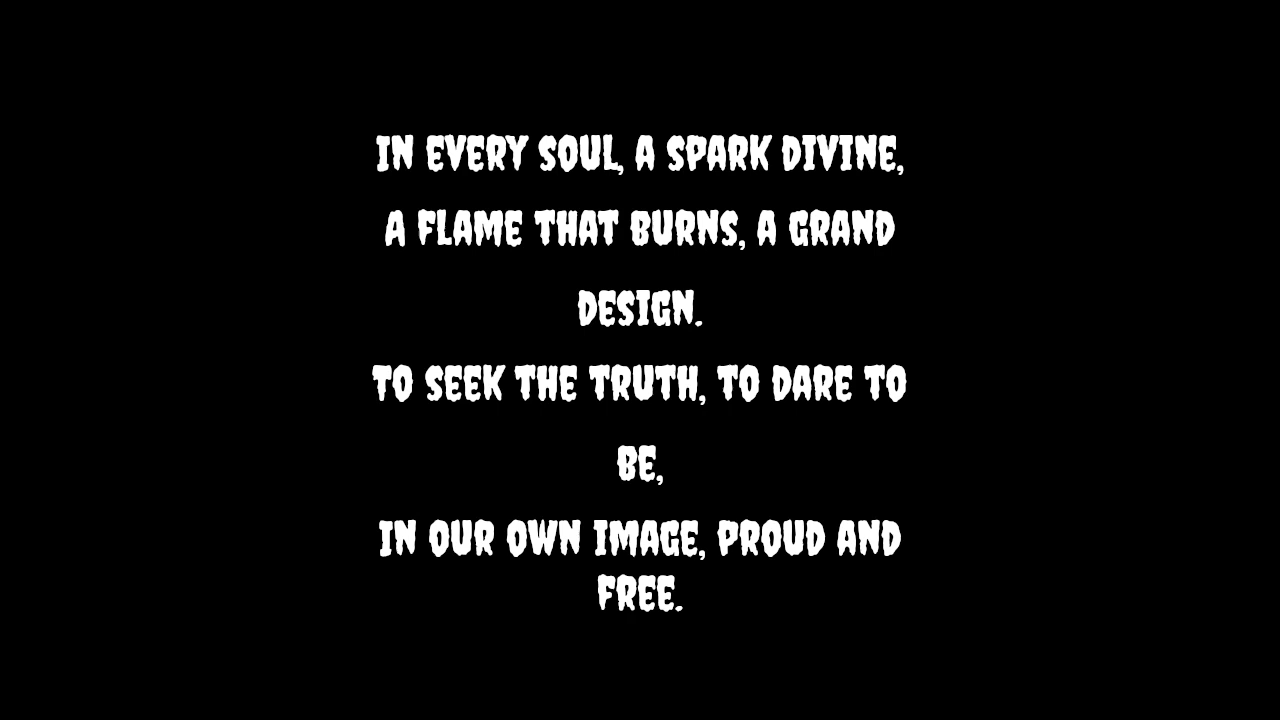 IN EVERY SOUL, A SPARK DIVINE,
A FLAME THAT BURNS, A GRAND
DESIGN.
TO SEEK THE TRUTH, TO DARE TO
BE,
IN OUR OWN IMAGE, PROUD AND
FREE.